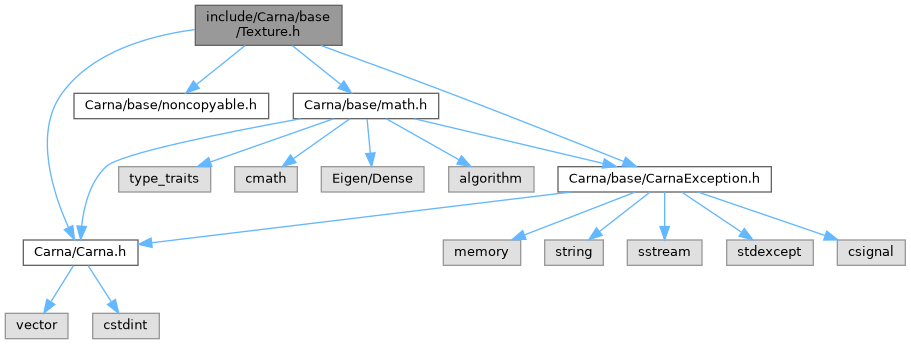 include/Carna/base
/Texture.h
Carna/base/noncopyable.h
Carna/base/math.h
type_traits
cmath
Eigen/Dense
algorithm
Carna/base/CarnaException.h
Carna/Carna.h
memory
string
sstream
stdexcept
csignal
vector
cstdint